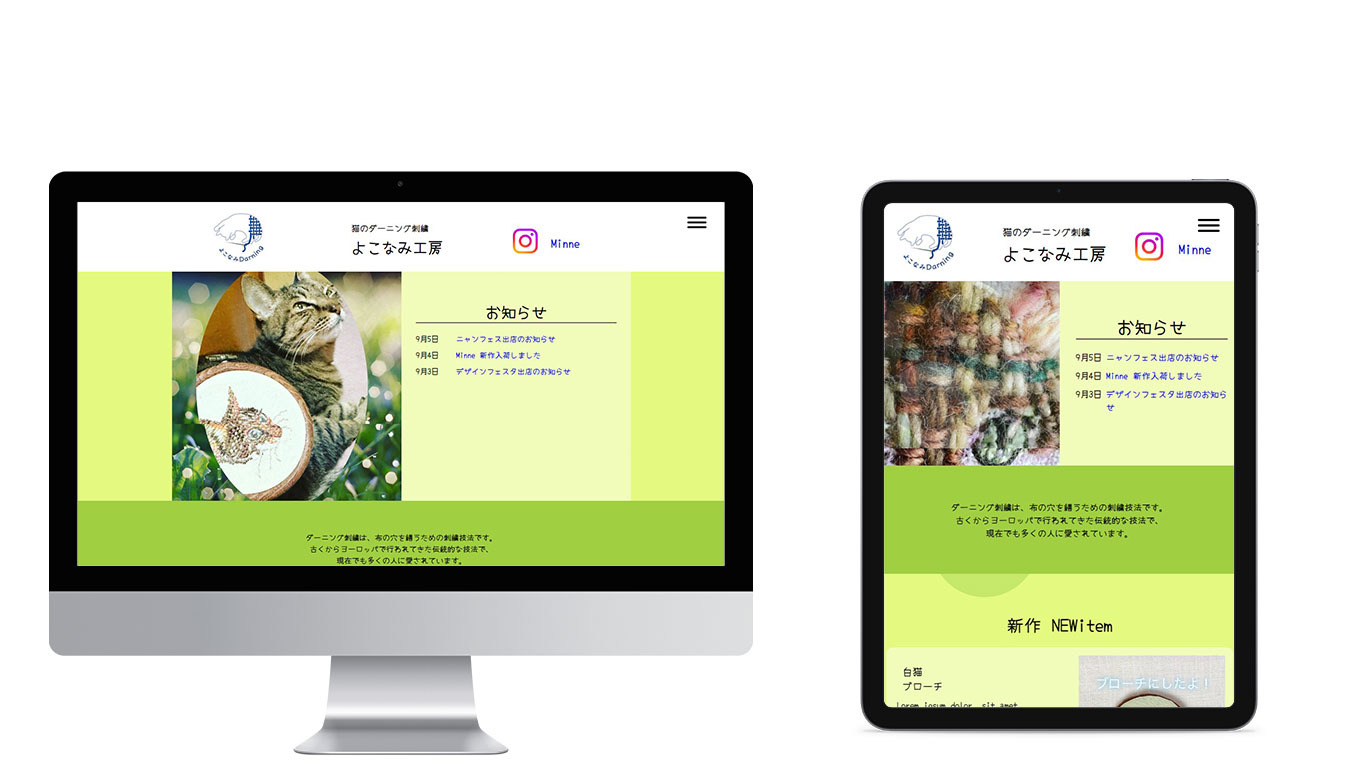 よこなみDarning
猫のダーニング刺繍
よこなみ工房
Minne
お知らせ
9月5日 ニャンフェス出店のお知らせ
9月4日 Minne 新作入荷しました
9月3日 デザインフェスタ出店のお知らせ
ダーニング刺繍は、布の穴を繕うための刺繍技法です。
古くからヨーロッパで行われてきた伝統的な技法で、
現在でも多くの人に愛されています。
よこなみDarning
猫のダーニング刺繍
よこなみ工房
Minne
お知らせ
9月5日 ニャンフェス出店のお知らせ
9月4日 Minne 新作入荷しました
9月3日 デザインフェスタ出店のお知ら
せ
ダーニング刺繍は、布の穴を繕うための刺繍技法です。
古くからヨーロッパで行われてきた伝統的な技法で、
現在でも多くの人に愛されています。
新作 NEWitem
白猫
ブローチ
ブローチにしたよ！
Lorem ipsum dolor, sit amet